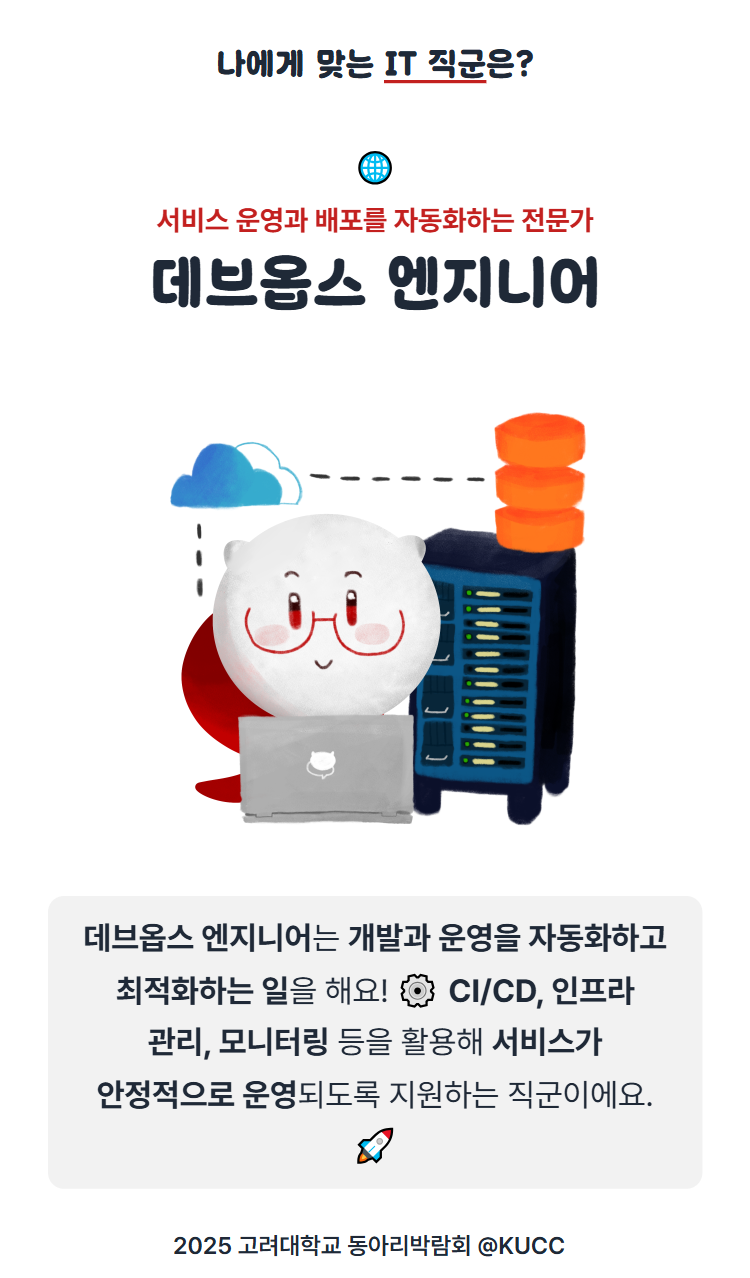 나에게 맞는 IT 직군은?
서비스 운영과 배포를 자동화하는 전문가
데브옵스 엔지니어
데브옵스 엔지니어는 개발과 운영을 자동화하고
최적화하는 일을 해요! ⚙️ CI/CD, 인프라
관리, 모니터링 등을 활용해 서비스가
안정적으로 운영되도록 지원하는 직군이에요.
🚀
2025 고려대학교 동아리박람회 @KUCC